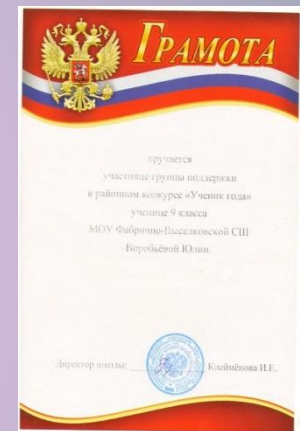 ГРАМОТА
вручается
участнице группы поддержки
в районном конкурсе «Ученик года»
ученице 9 класса
МОУ Фабрично-Выселковской СШ
Воробьёвой Юлии.
Директор школы: Клеймёнова И.Е.